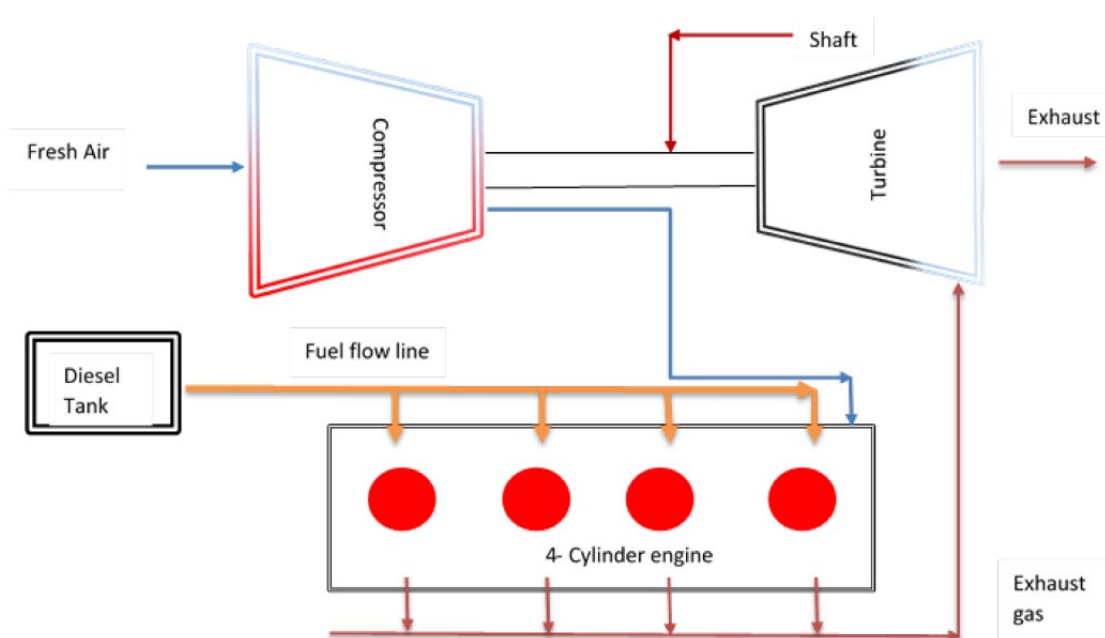 Shaft
Exhaust
Fresh Air
Compressor
Turbine
Fuel flow line
Diesel
Tank
4- Cylinder engine
Exhaust
gas